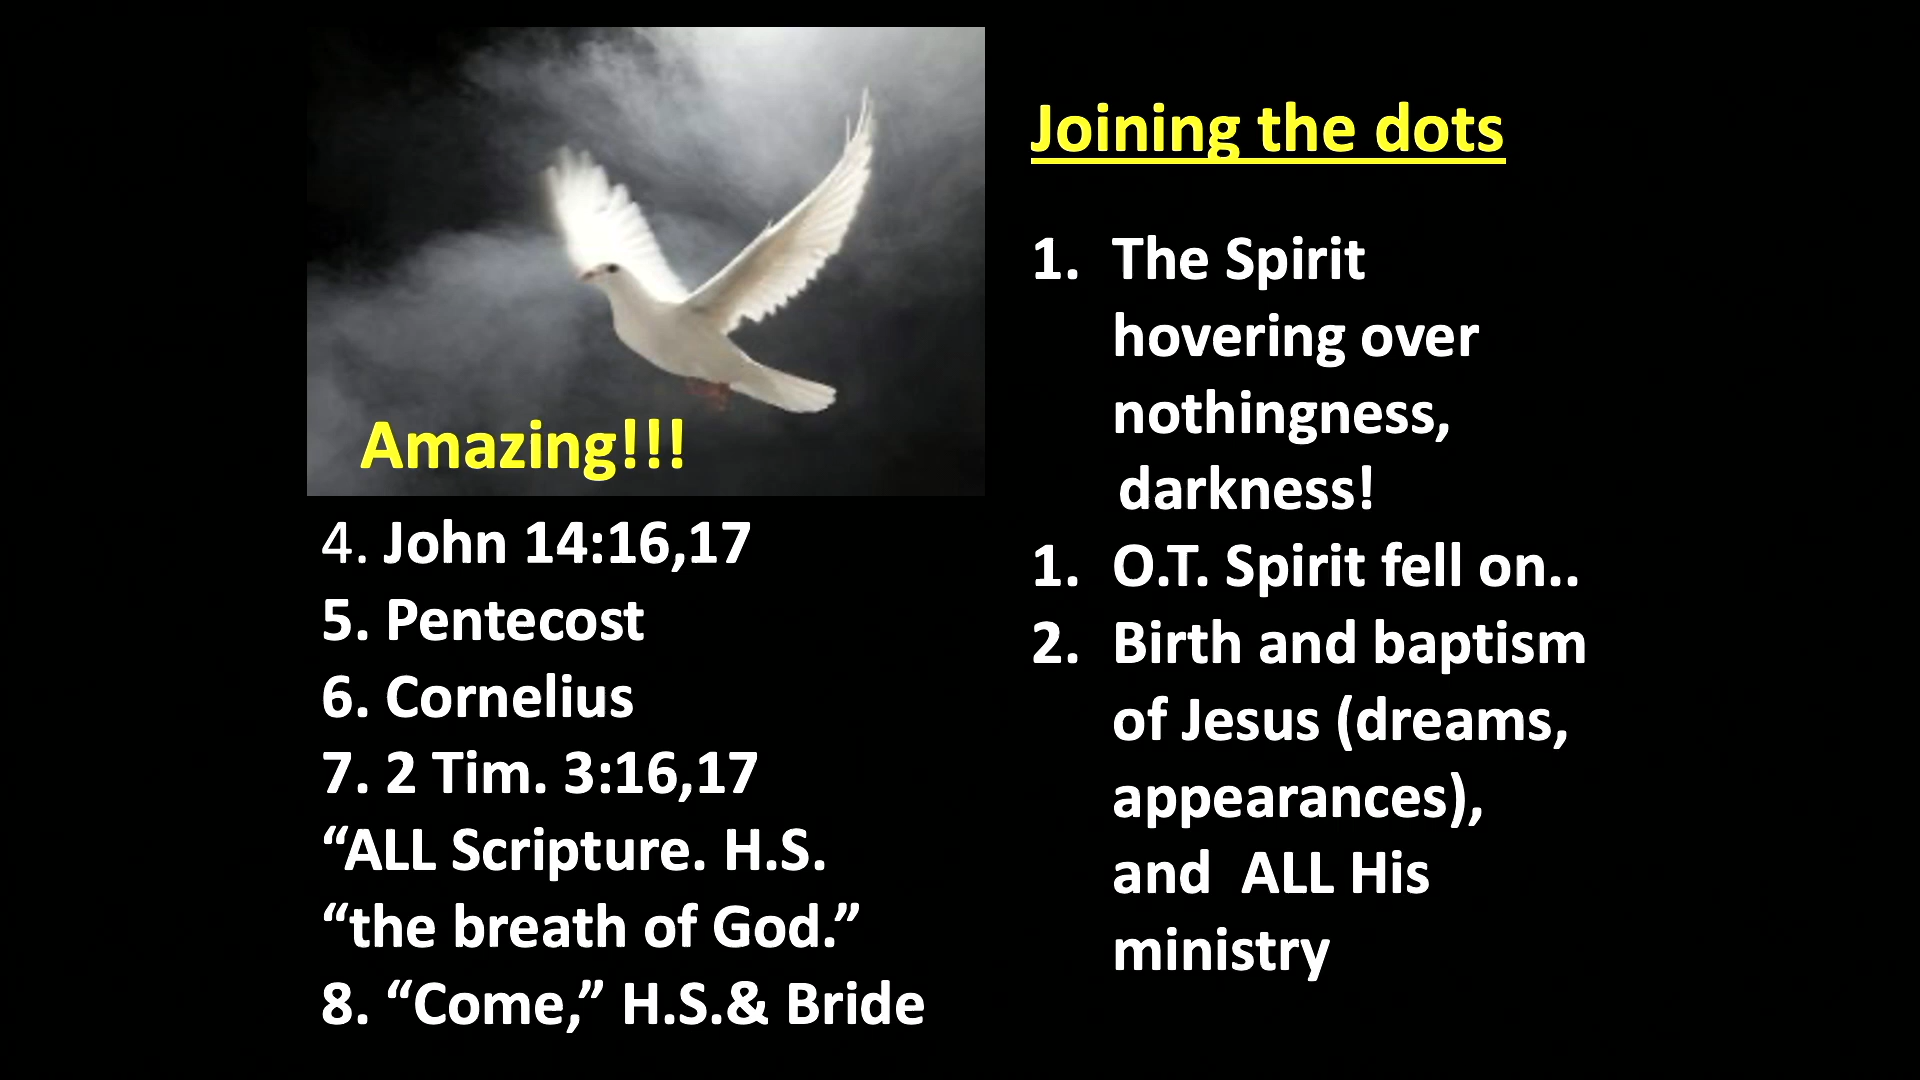 Joining the dots
1. The Spirit
hovering over
nothingness,
darkness!
1. O.T. Spirit fell on..
2. Birth and baptism
of Jesus (dreams,
appearances),
and  ALL His
ministry
Amazing!!!
4. John 14:16,17
5. Pentecost
6. Cornelius
7. 2 Tim. 3:16,17
“ALL Scripture. H.S.
“the breath of God.”
8. “Come,” H.S.& Bride